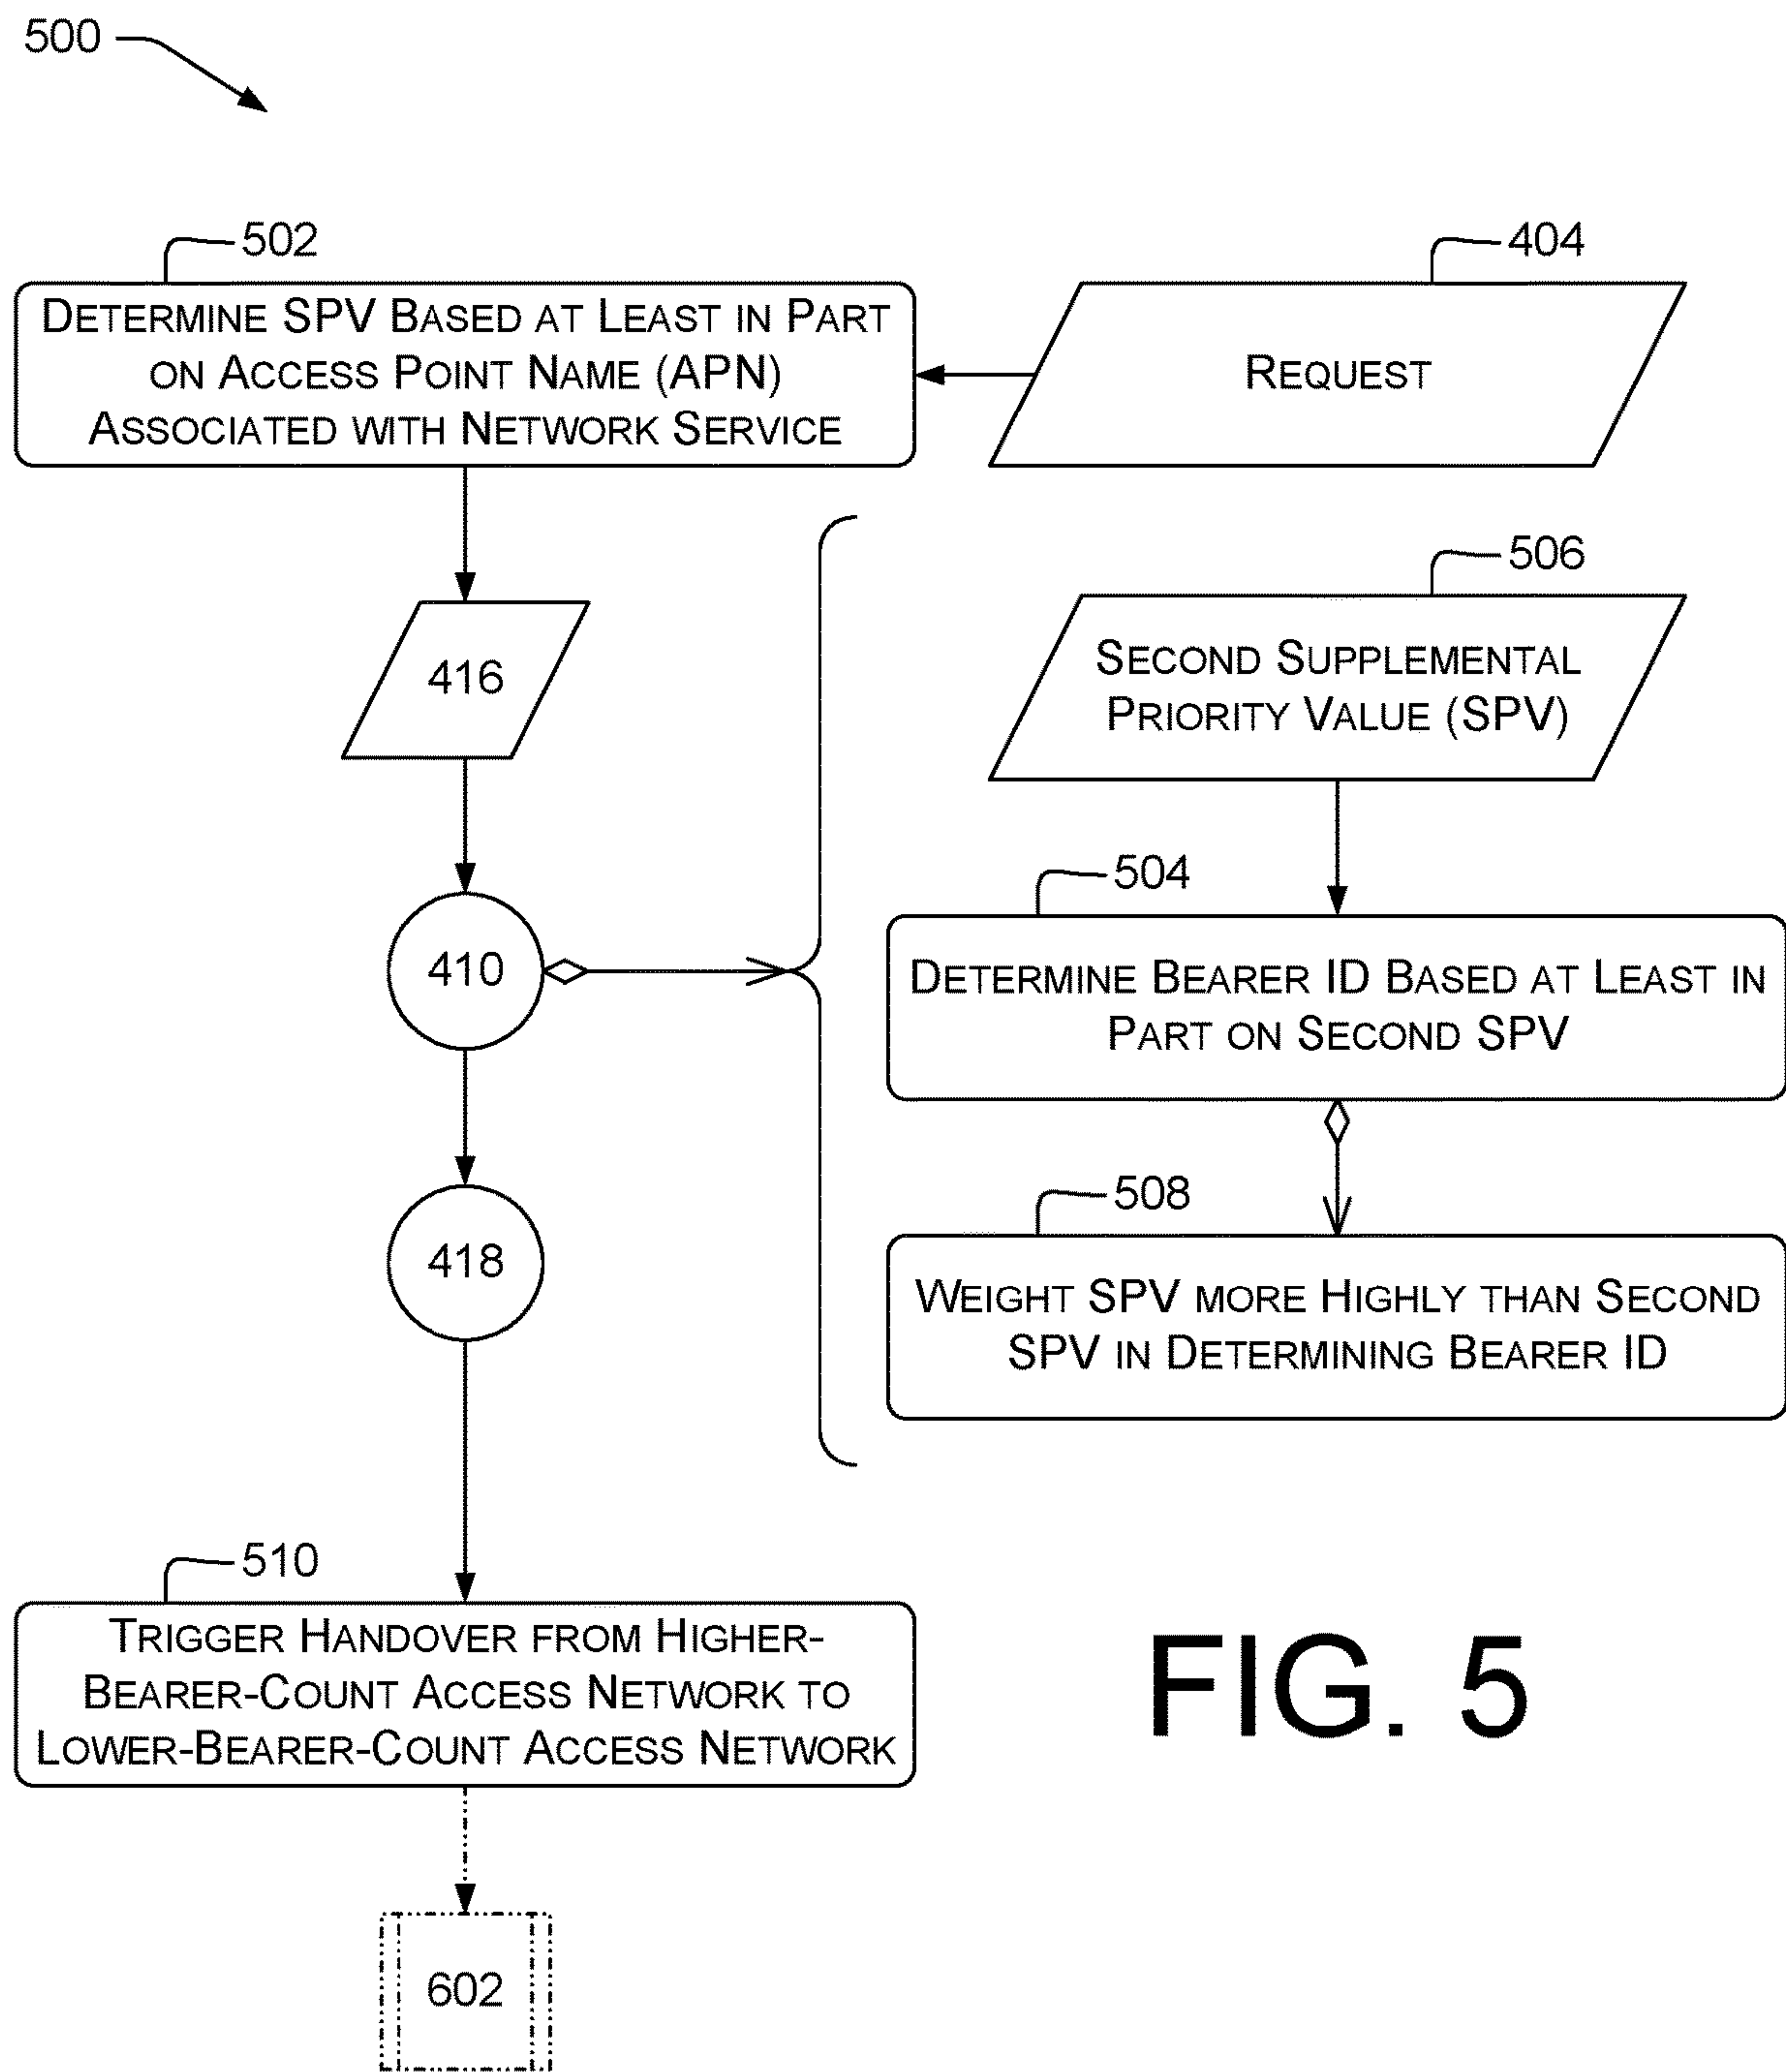 500
502
DETERMINE SPV BASED AT LEAST IN PART
ON ACCESS POINT NAME (APN)
ASSOCIATED WITH NETWORK SERVICE
404
REQUEST
416
506
SECOND SUPPLEMENTAL
PRIORITY VALUE (SPV)
410
504
DETERMINE BEARER ID BASED AT LEAST IN
PART ON SECOND SPV
418
508
WEIGHT SPV MORE HIGHLY THAN SECOND
SPV IN DETERMINING BEARER ID
510
TRIGGER HANDOVER FROM HIGHER-
BEARER-COUNT ACCESS NETWORK TO
LOWER-BEARER-COUNT ACCESS NETWORK
602
FIG. 5